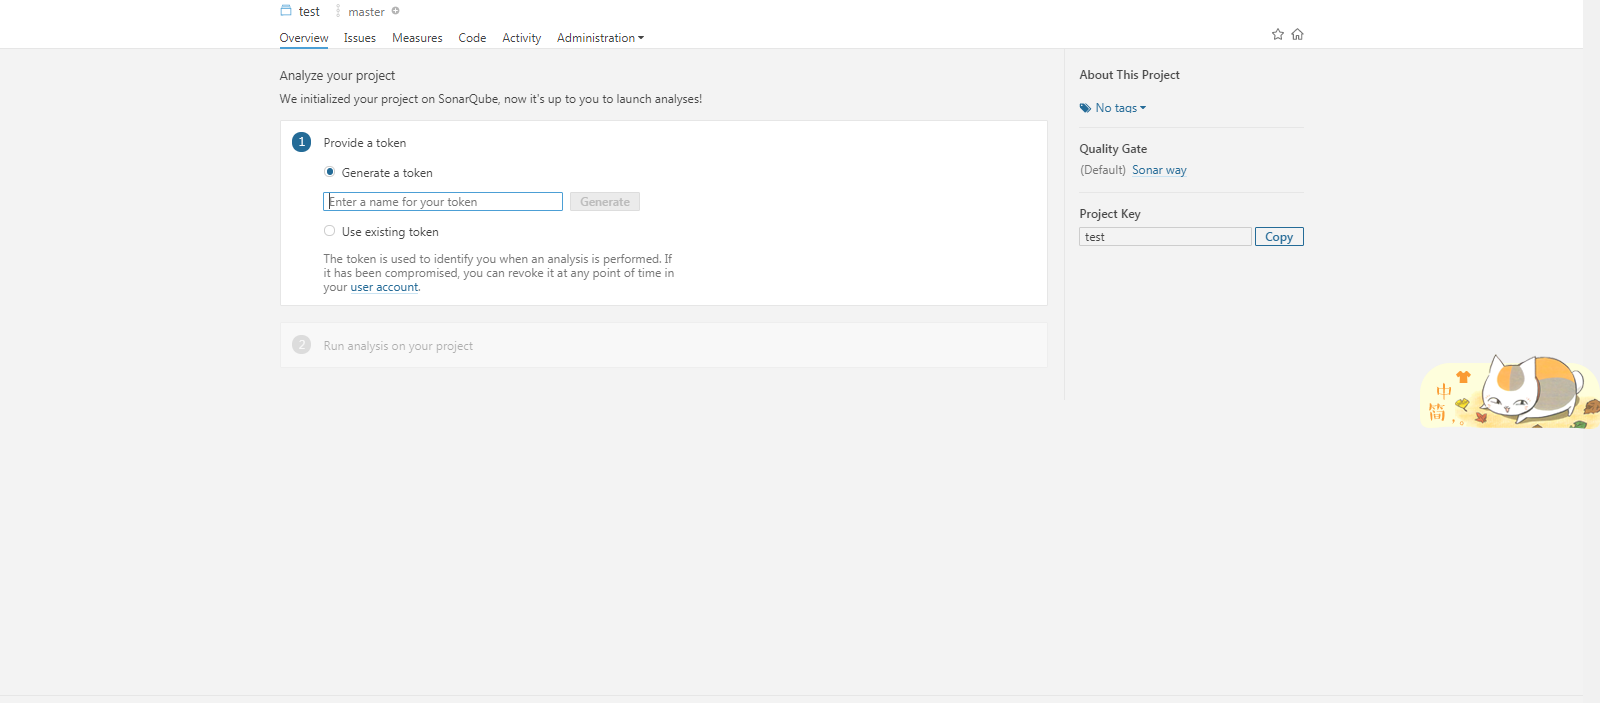 test master
Overview Issues Measures Code Activity Administration
Analyze your project
We initialized your project on SonarQube, now it's up to you to launch analyses!
1 Provide a token
Generate a token
Enter a name for your token Generate
Use existing token
The token is used to identify you when an analysis is performed. If
it has been compromised, you can revoke it at any point of time in
your user account.
2 Run analysis on your project
About This Project
No tags
Quality Gate
(Default) Sonar way
Project Key
test Copy
中
简 ,。